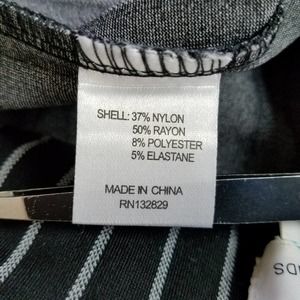 SHELL: 37% NYLON
50% RAYON
8% POLYESTER
5% ELASTANE
MADE IN CHINA
RN132829